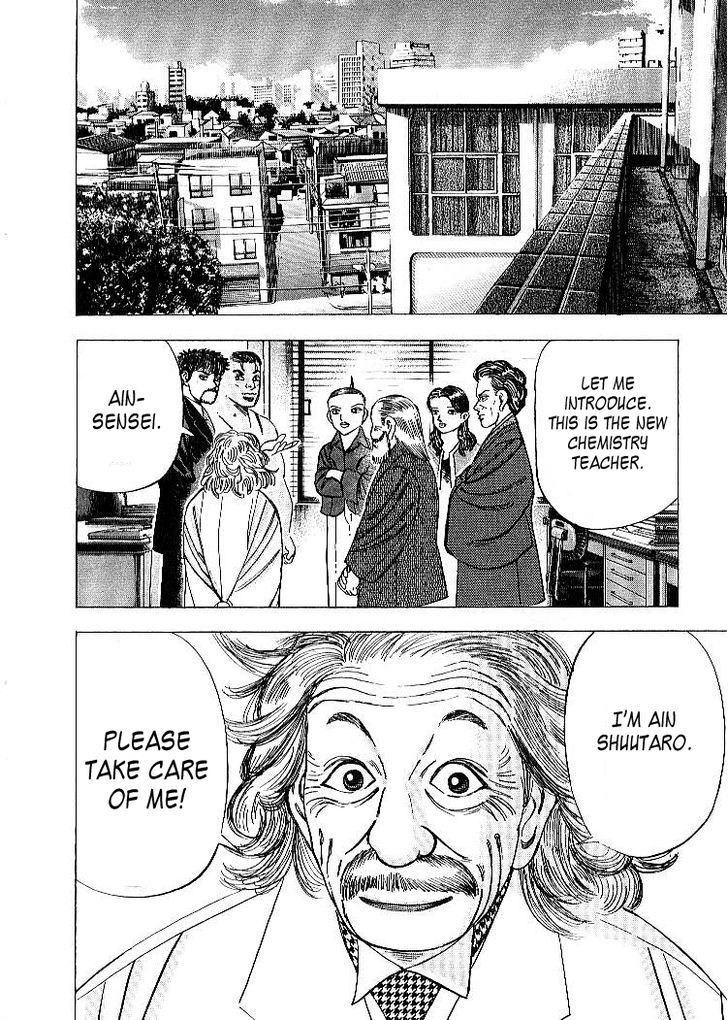 LET ME
INTRODUCE.
THIS IS THE NEW
CHEMISTRY
TEACHER.
AIN-
SENSEI.
I'M AIN
SHUUTARO.
PLEASE
TAKE CARE
OF ME!